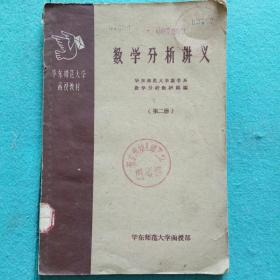 华东师范大学
函授教材
数学分析讲义
华东师范大学数学系
数学分析教研组编
（第二册）
华东师范大学函授部